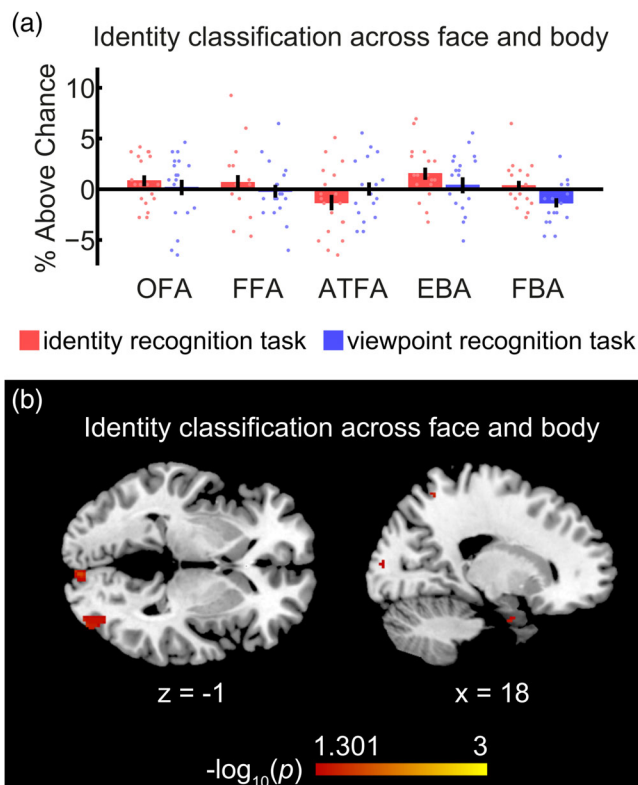 (a)
Identity classification across face and body
% Above Chance
10
5
0
−5
OFA FFA ATFA EBA FBA
identity recognition task viewpoint recognition task
(b)
Identity classification across face and body
z = -1 x = 18
1.301 3
-log10(p)